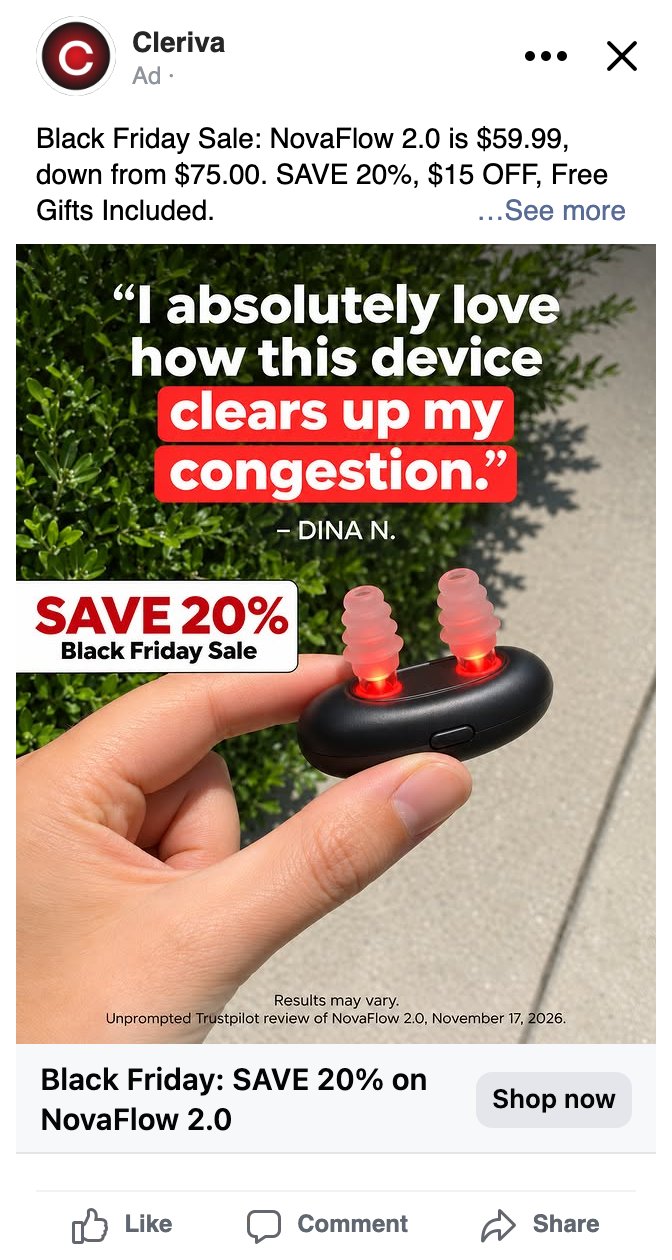 C
Cleriva
Ad ·
Black Friday Sale: NovaFlow 2.0 is $59.99,
down from $75.00. SAVE 20%, $15 OFF, Free
Gifts Included.
...See more
“I absolutely love
how this device
clears up my
congestion.”
– DINA N.
SAVE 20%
Black Friday Sale
Results may vary.
Unprompted Trustpilot review of NovaFlow 2.0, November 17, 2026.
Black Friday: SAVE 20% on
NovaFlow 2.0
Shop now
Like
Comment
Share